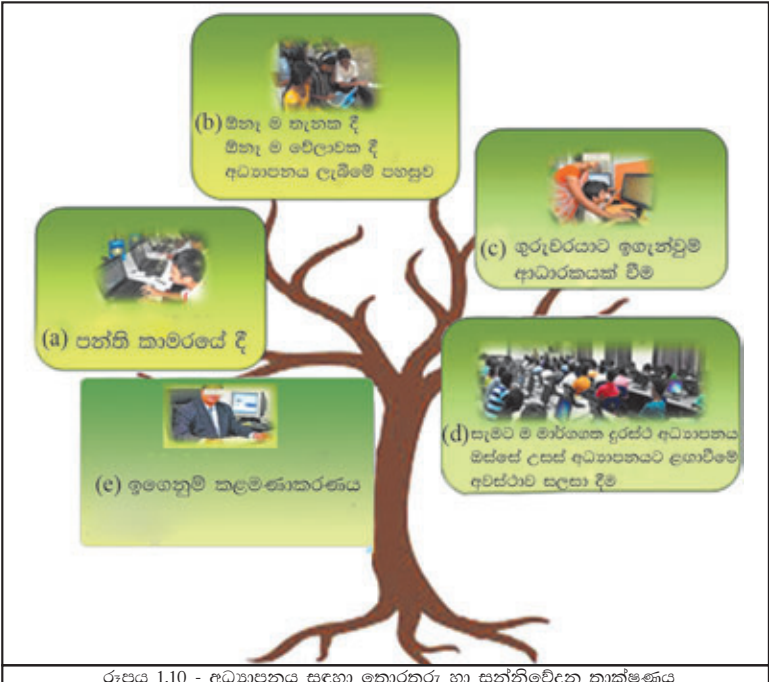 (b) ඕනෑ ම තැනක දී
ඕනෑ ම වේලාවක දී
අධ්‍යාපනය ලැබීමේ පහසුව
(c) ගුරුවරයාට ඉගැන්වුම්
ආධාරකයක් වීම
(a) පන්ති කාමරයේ දී
(d) සැමට ම මාර්ගගත දුරස්ථ අධ්‍යාපනය
ඔස්සේ උසස් අධ්‍යාපනයට ළඟාවීමේ
අවස්ථාව සලසා දීම
(e) ඉගෙනුම් කළමණාකරණය
රූපය 1.10 - අධ්‍යාපනය සඳහා තොරතුරු හා සන්නිවේදන තාක්ෂණය